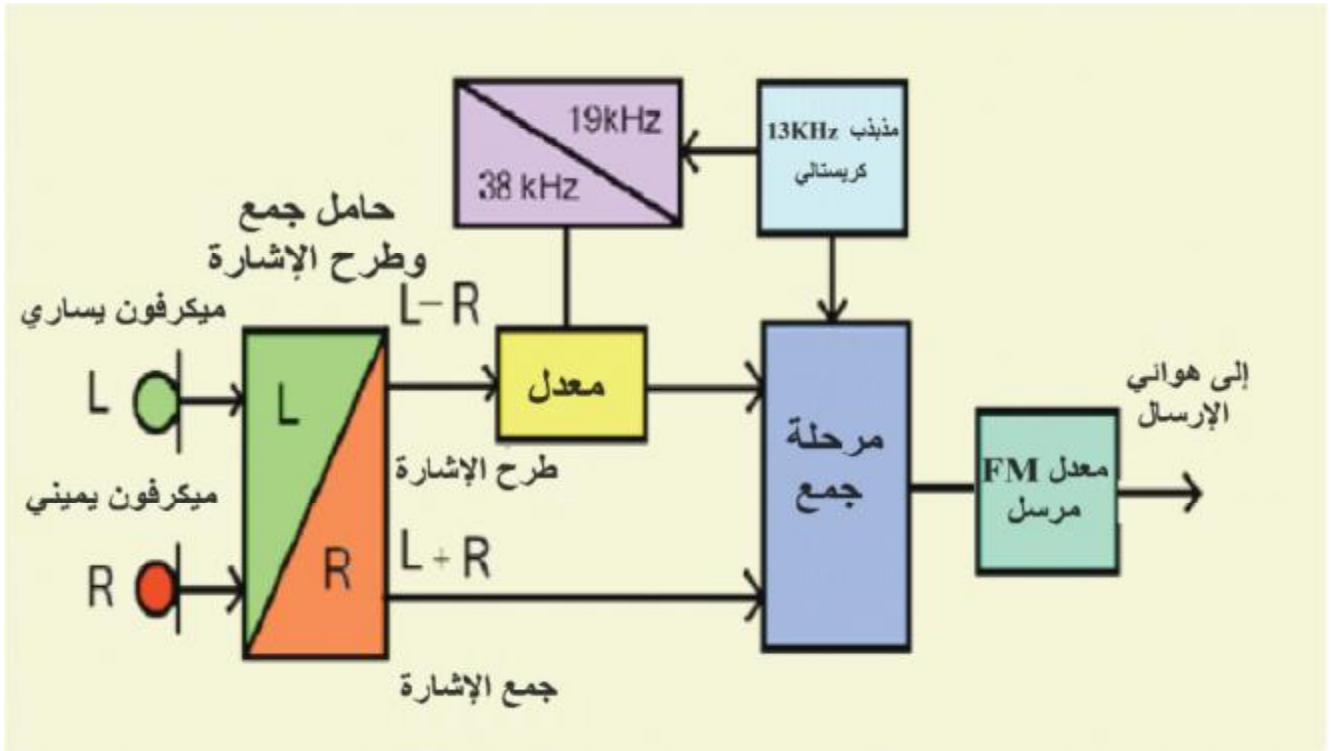 19kHz
38 kHz
13KHz مذبذب
كريستالي
حامل جمع
وطرح الإشارة
L− R
ميكرفون يساري
L
L
معدل
طرح الإشارة
ميكرفون يميني
R
R
L + R
جمع الإشارة
مرحلة
جمع
معدل FM
مرسل
إلى هوائي
الإرسال